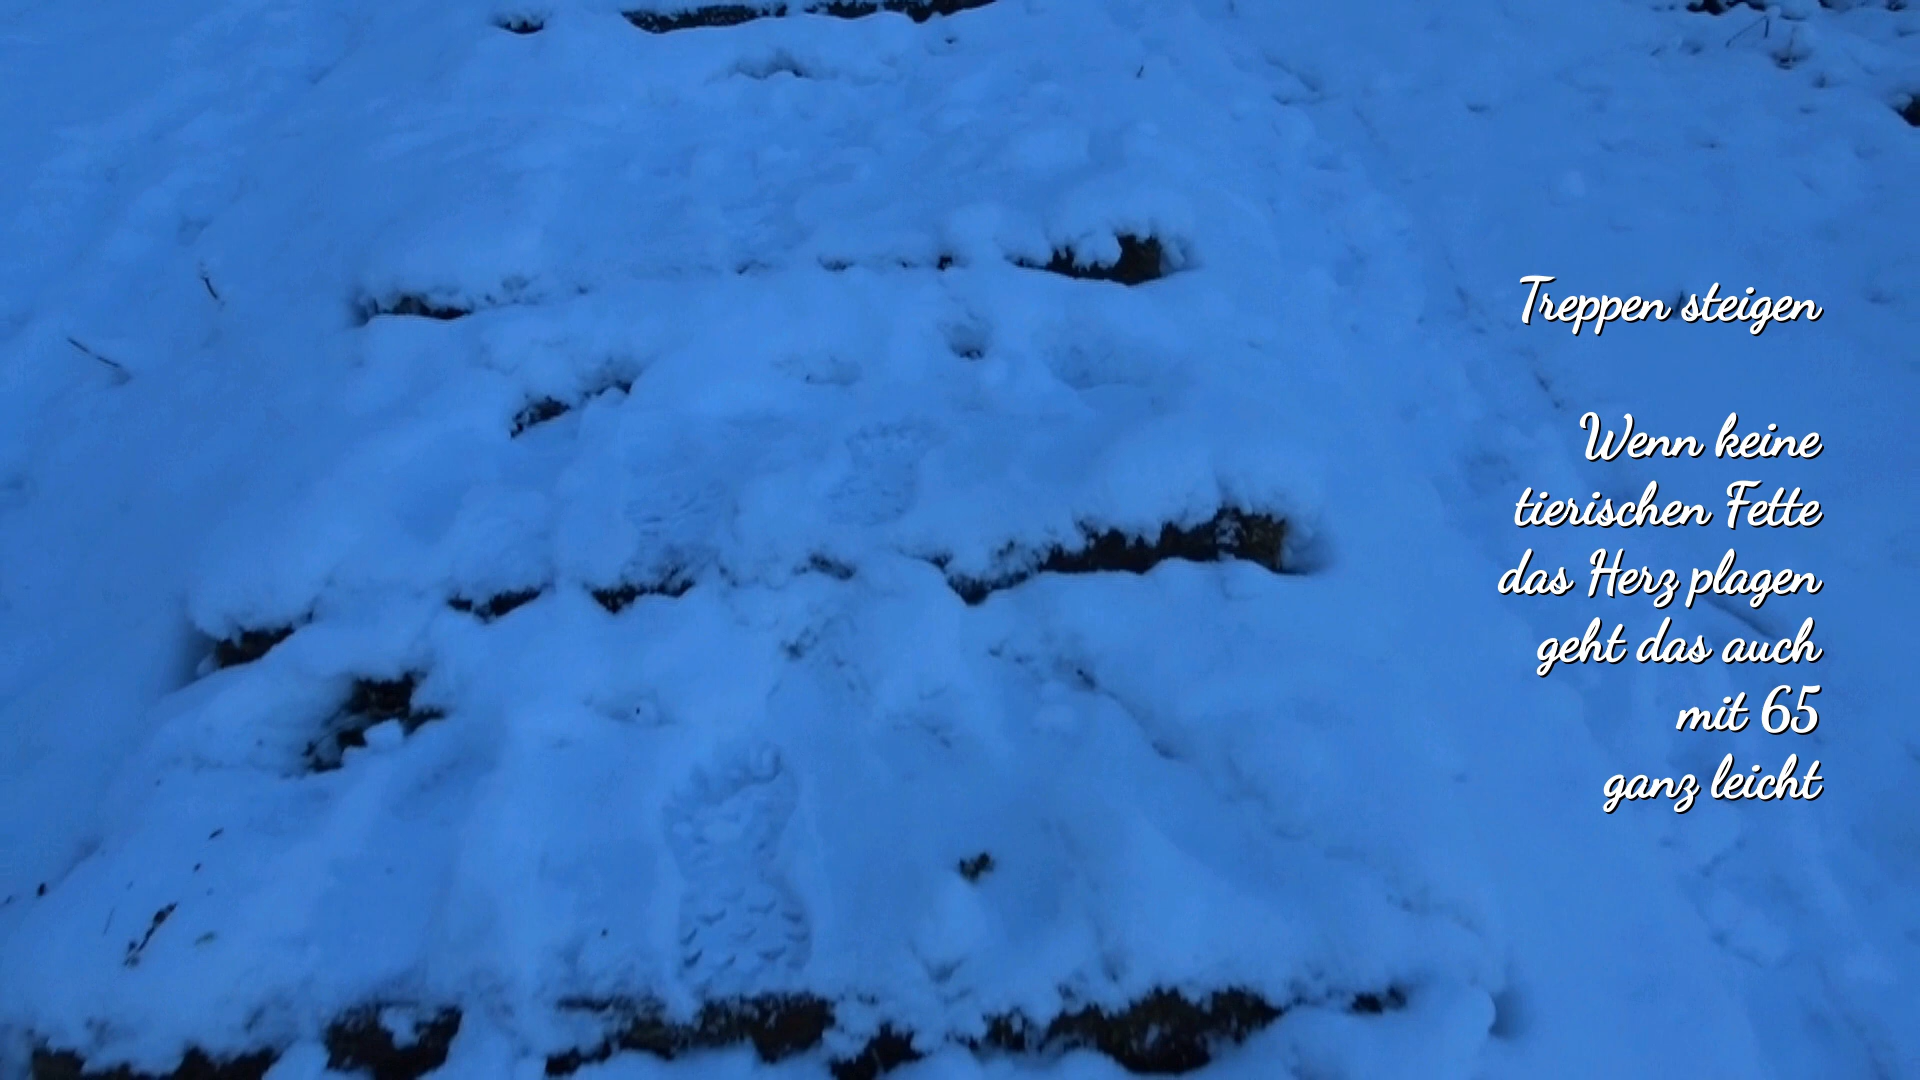 Treppen steigen
Wenn keine
tierischen Fette
das Herz plagen
geht das auch
mit 65
ganz leicht